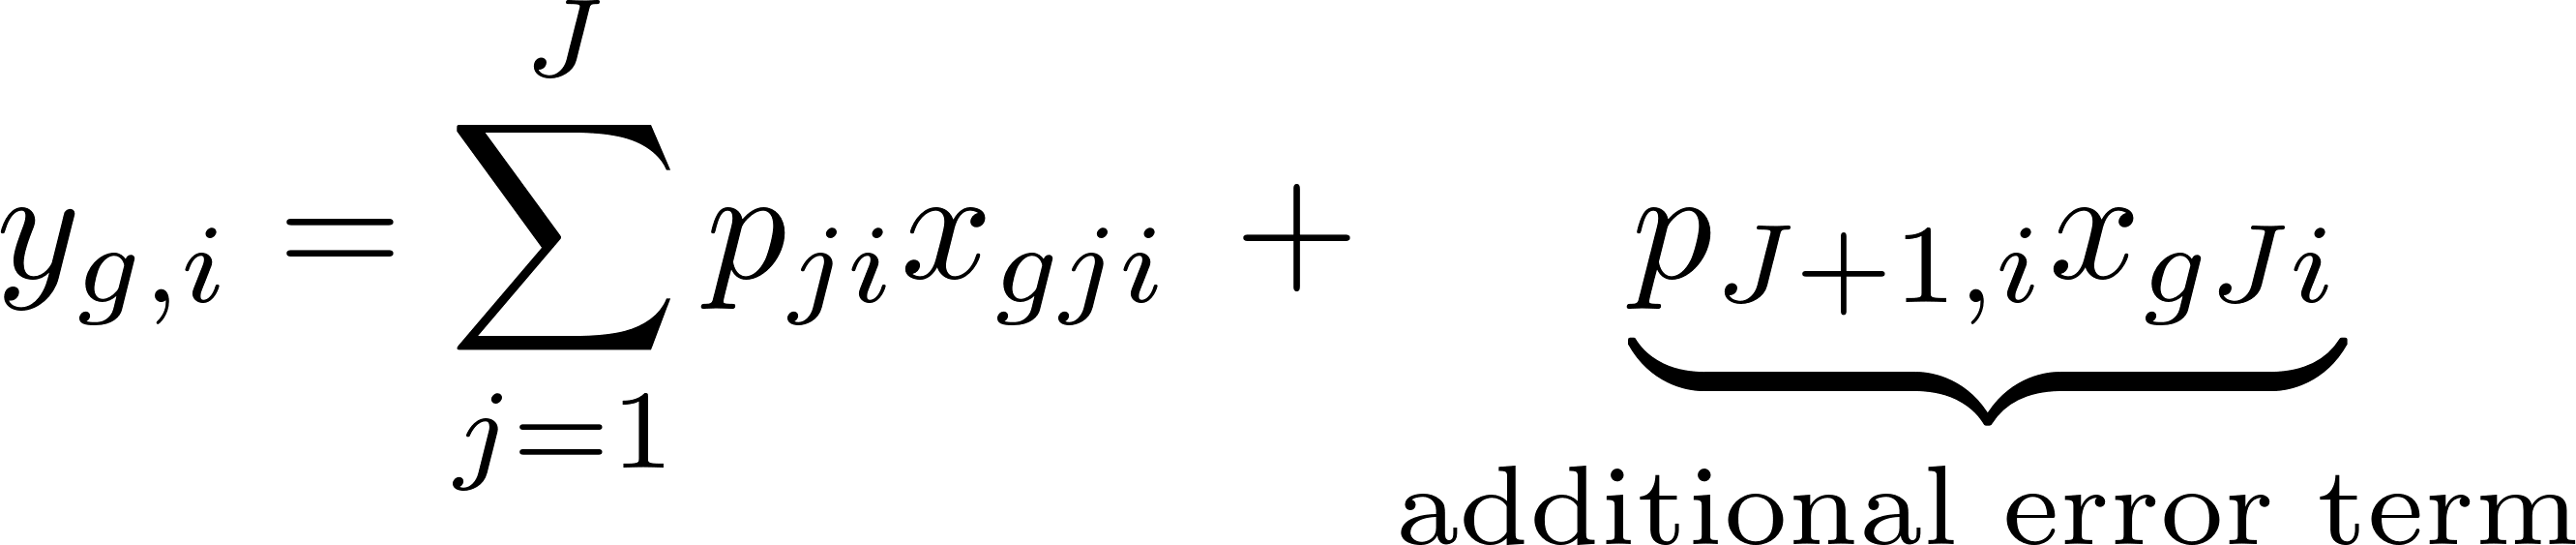 y_{g,i} = \sum_{j=1}^{J} p_{ji} x_{gji} + \underbrace{p_{J+1,i} x_{gJi}}_{\text{additional error term}}